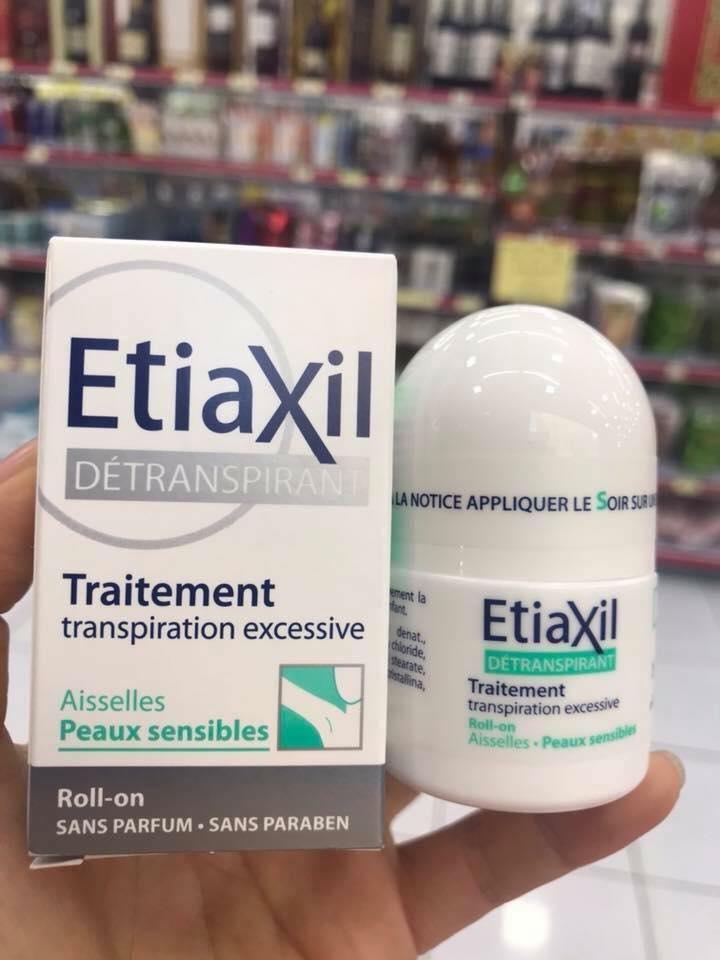 EtiaXil
DÉTRANSPIRANT
Traitement
transpiration excessive
Aisselles
Peaux sensibles
Roll-on
SANS PARFUM • SANS PARABEN
LA NOTICE APPLIQUER LE SOIR SUR
la
denat.,
chloride,
stearate,
EtiaXil
DÉTRANSPIRANT
Traitement
transpiration excessive
Roll-on
Aisselles • Peaux sensibles